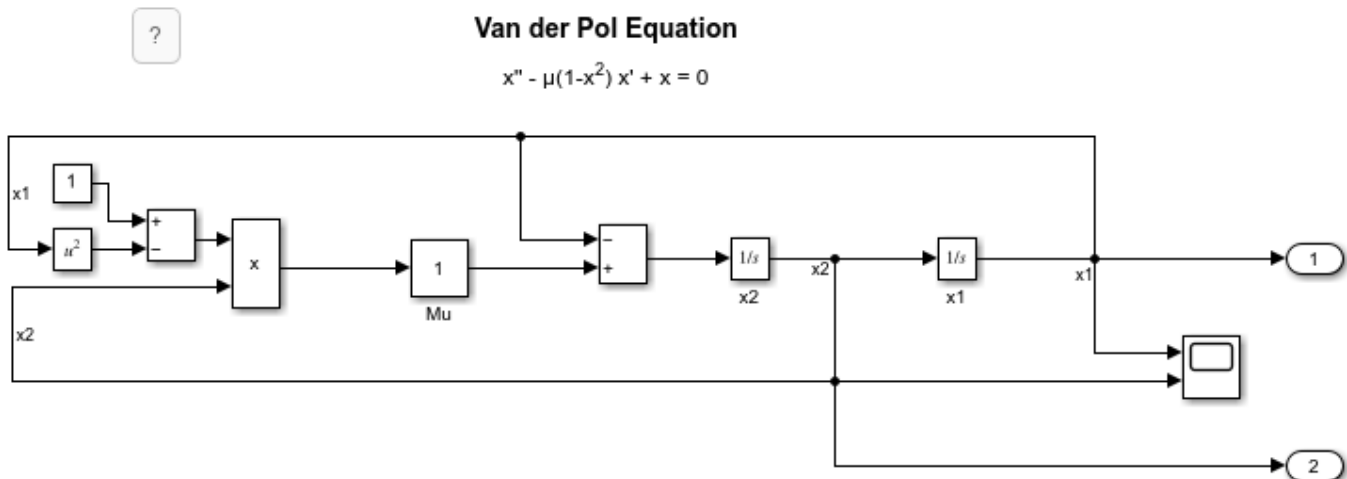 ?
Van der Pol Equation
x'' - μ(1-x²) x' + x = 0
x1
1
+
−
u²
x
x2
1
Mu
−
+
1/s
x2
x2
1/s
x1
x1
1
2